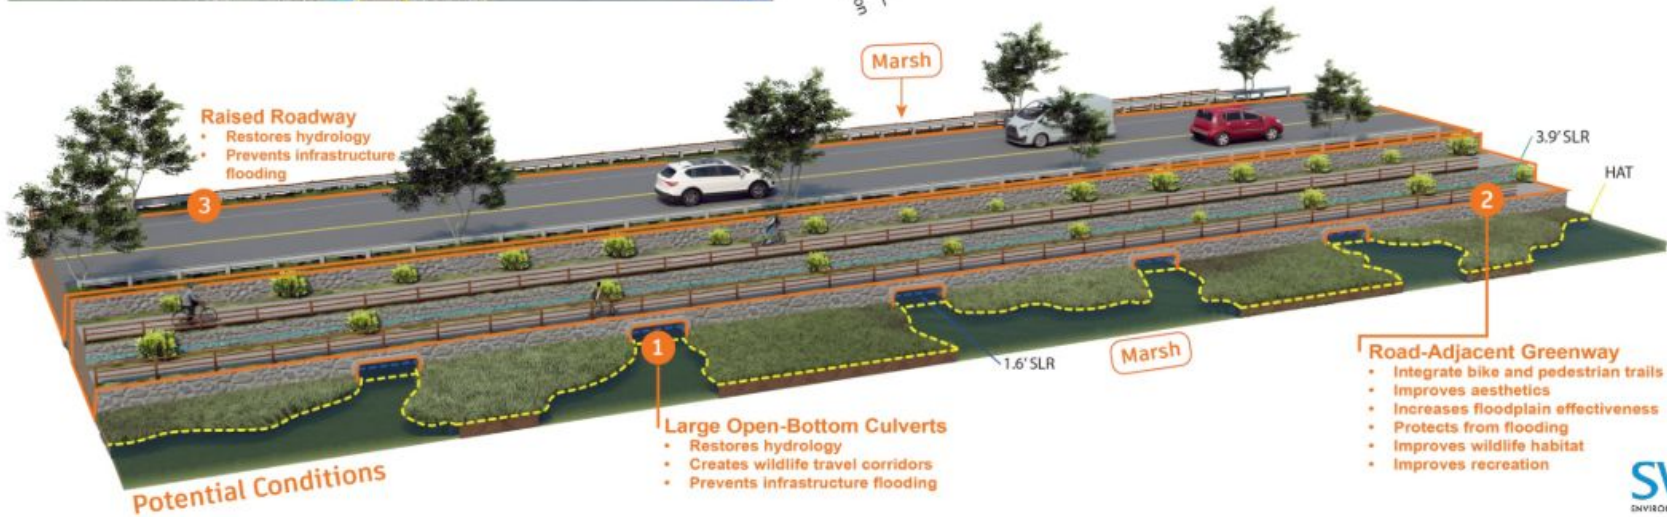 Marsh
Raised Roadway
• Restores hydrology
• Prevents infrastructure
flooding
3
3.9' SLR
HAT
2
1
1.6' SLR
Marsh
Road-Adjacent Greenway
• Integrate bike and pedestrian trails
• Improves aesthetics
• Increases floodplain effectiveness
• Protects from flooding
• Improves wildlife habitat
• Improves recreation
Large Open-Bottom Culverts
• Restores hydrology
• Creates wildlife travel corridors
• Prevents infrastructure flooding
Potential Conditions